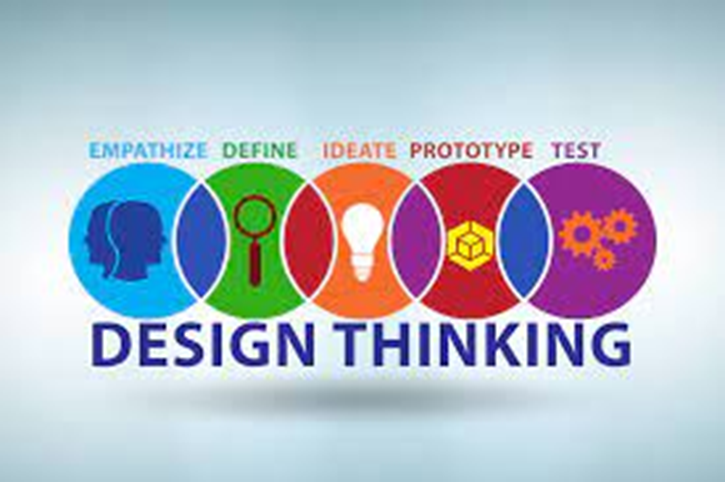 EMPATHIZE DEFINE IDEATE PROTOTYPE TEST
DESIGN THINKING